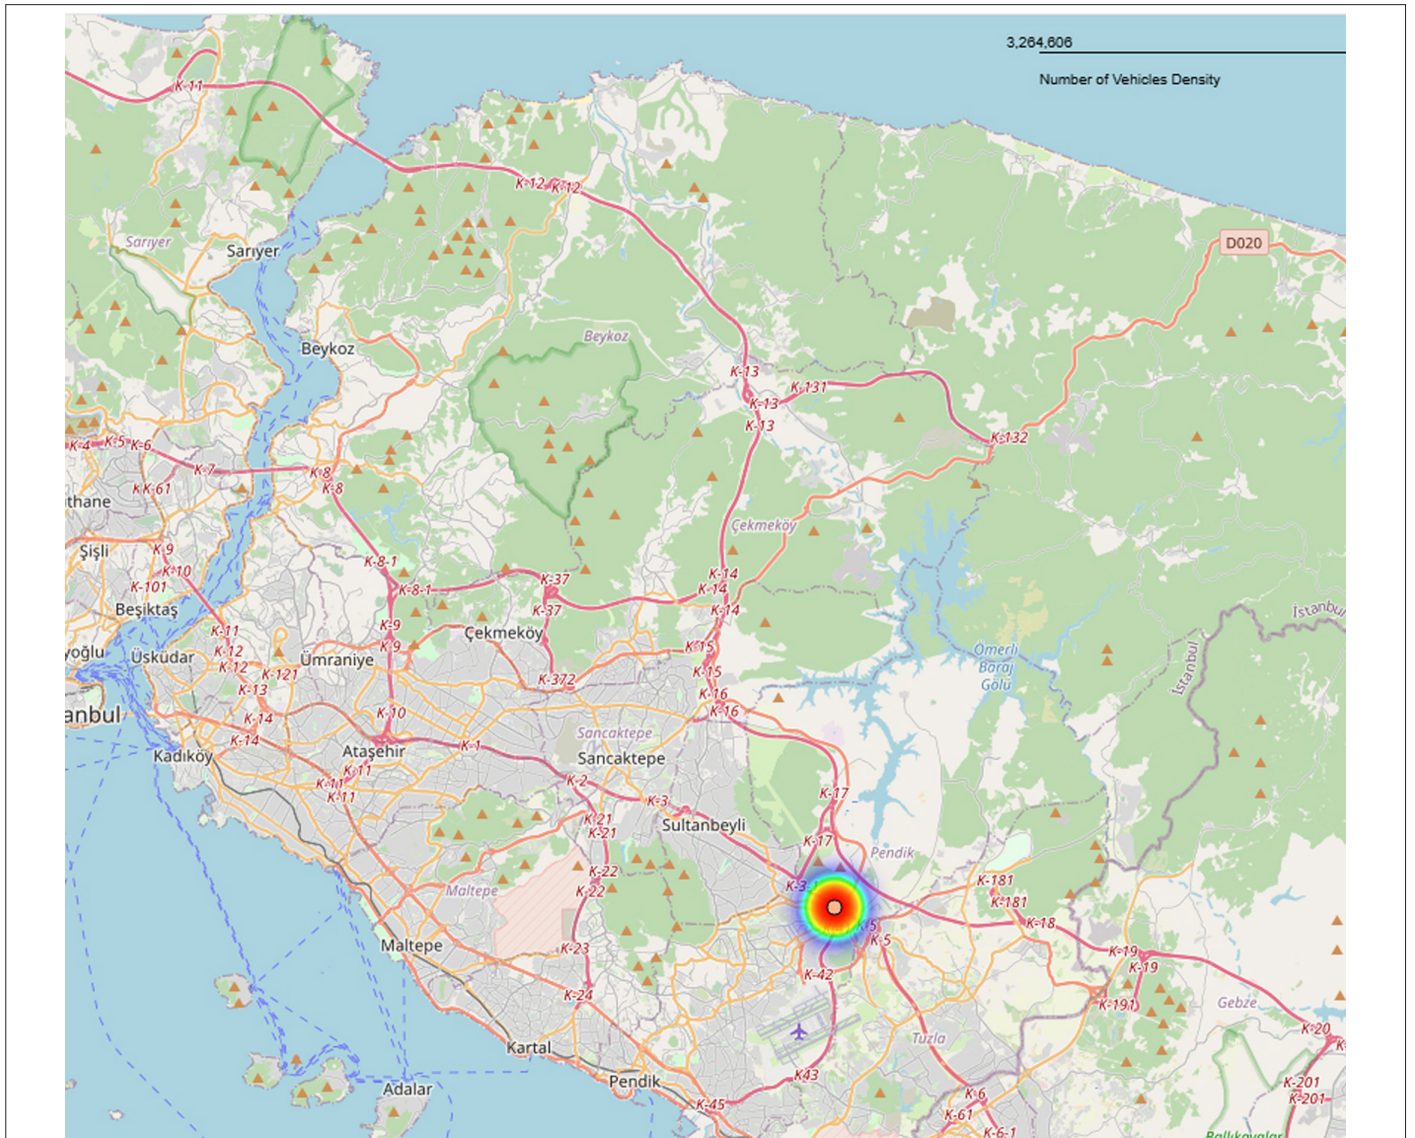 3,264,606
Number of Vehicles Density
K-11
K-12
K-12
Sarıyer
Sarıyer
D020
Beykoz
Beykoz
K-13
K-131
K-13
K-13
K-132
K-4
K-5
K-6
K-7
K-8
K-8
K-61
thane
Çekmeköy
Şişli
K-9
K-10
K-101
K-8-1
K-8-1
K-37
K-37
K-14
K-14
K-14
Beşiktaş
K-9
K-11
İstanbul
Çekmeköy
yoğlu
Üsküdar
K-12
K-12
K-121
Ümraniye
K-9
K-15
K-15
Ömerli
Baraj
Gölü
İstanbul
K-13
K-372
K-16
K-16
anbul
K-14
K-14
K-10
Kadıköy
Ataşehir
K-1
Sancaktepe
Sancaktepe
K-11
K-11
K-2
K-3
K-17
K-21
K-21
Sultanbeyli
K-17
Pendik
K-22
K-22
Maltepe
K-3-1
K-181
K-181
K-18
Maltepe
K-23
K-5
K-5
K-19
K-19
K-42
K-24
K-191
Gebze
K-20
Kartal
Tuzla
Pendik
K43
Adalar
K-45
K-6
K-61
K-6-1
K-201
K-201
Ballıkayalar